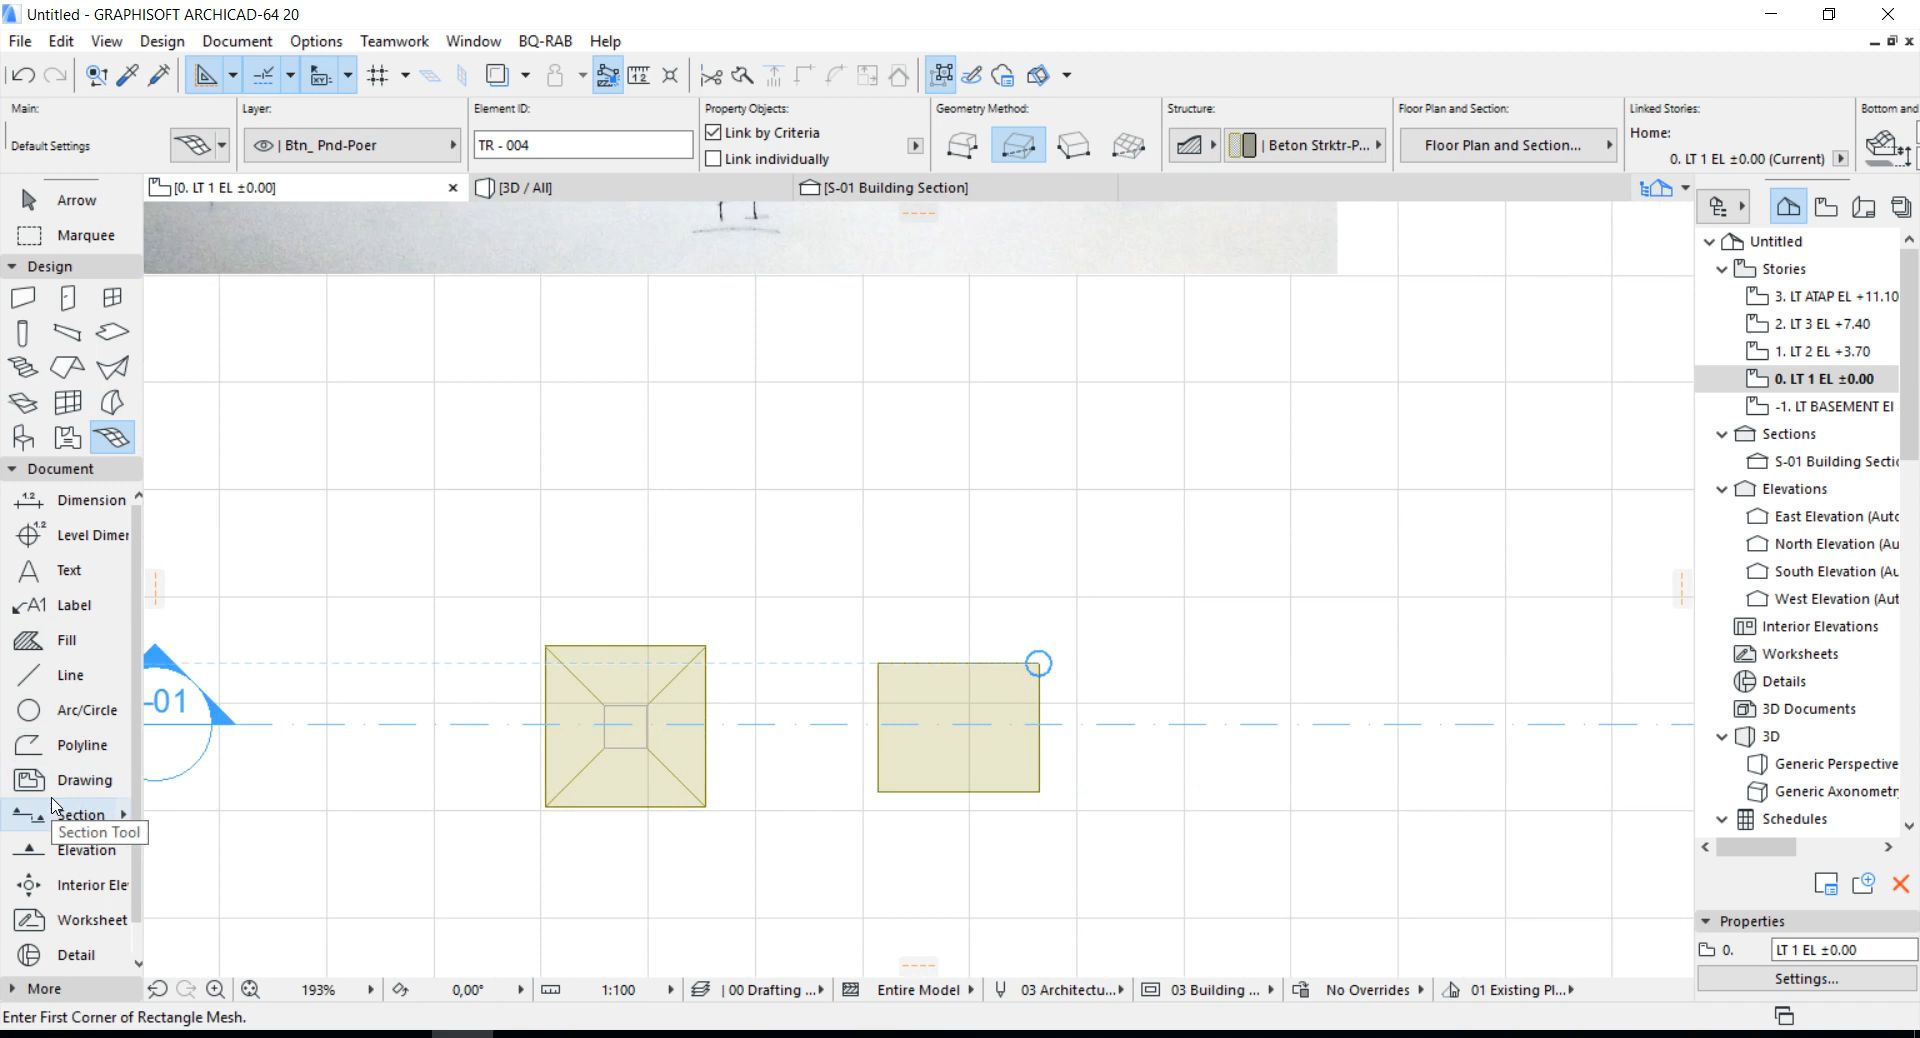 Untitled - GRAPHISOFT ARCHICAD-64 20
File Edit View Design Document Options Teamwork Window BQ-RAB Help
Main: Layer: Element ID: Property Objects: Geometry Method: Structure: Floor Plan and Section: Linked Stories: Bottom and
Default Settings | Btn_ Pnd-Poer TR - 004 Link by Criteria | Beton Strktr-P... Floor Plan and Section... Home:
Link individually 0. LT 1 EL ±0.00 (Current)
Arrow
Marquee
Design
Document
1.2 Dimension
1.2 Level Dimer
Text
A1 Label
Fill
Line
Arc/Circle
Polyline
Drawing
Section
Section Tool
Elevation
Interior Ele
Worksheet
Detail
More
[0. LT 1 EL ±0.00] [3D / All] [S-01 Building Section]
-01
Untitled
Stories
3. LT ATAP EL +11.10
2. LT 3 EL +7.40
1. LT 2 EL +3.70
0. LT 1 EL ±0.00
-1. LT BASEMENT El
Sections
S-01 Building Sectic
Elevations
East Elevation (Autc
North Elevation (Au
South Elevation (Au
West Elevation (Aut
Interior Elevations
Worksheets
Details
3D Documents
3D
Generic Perspective
Generic Axonometr
Schedules
Properties
0. LT 1 EL ±0.00
Settings...
193% 0,00° 1:100 | 00 Drafting ... Entire Model 03 Architectu... 03 Building ... No Overrides 01 Existing Pl...
Enter First Corner of Rectangle Mesh.